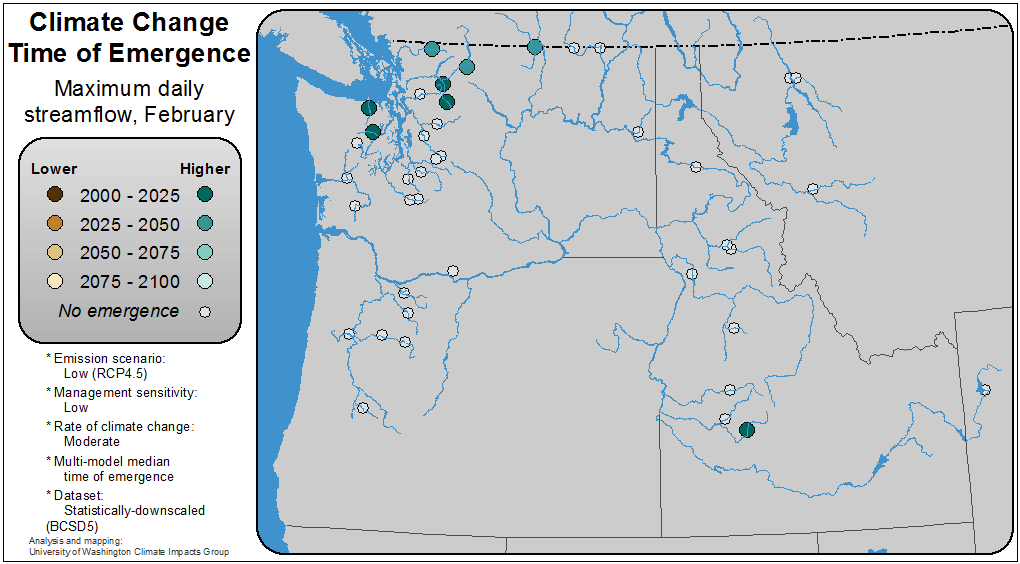 Climate Change
Time of Emergence
Maximum daily
streamflow, February
Lower Higher
2000 - 2025
2025 - 2050
2050 - 2075
2075 - 2100
No emergence
* Emission scenario:
Low (RCP4.5)
* Management sensitivity:
Low
* Rate of climate change:
Moderate
* Multi-model median
time of emergence
* Dataset:
Statistically-downscaled
(BCSD5)
Analysis and mapping:
University of Washington Climate Impacts Group